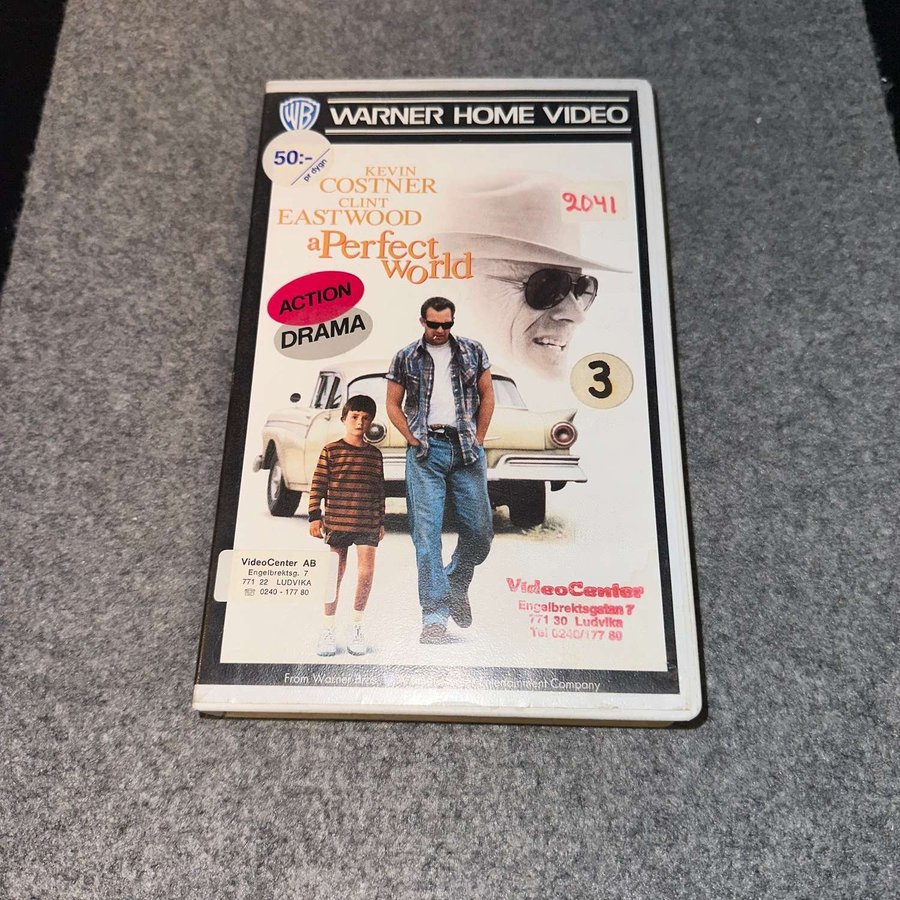 WB WARNER HOME VIDEO
50:-
pr dygn
KEVIN
COSTNER
CLINT
EASTWOOD
a Perfect
World
2041
ACTION
DRAMA
3
VideoCenter AB
Engelbrektsg. 7
771 22 LUDVIKA
☏ 0240 - 177 80
VideoCenter
Engelbrektsgatan 7
771 30 Ludvika
Tel 0240/177 80
From Warner Bros. Entertainment Company